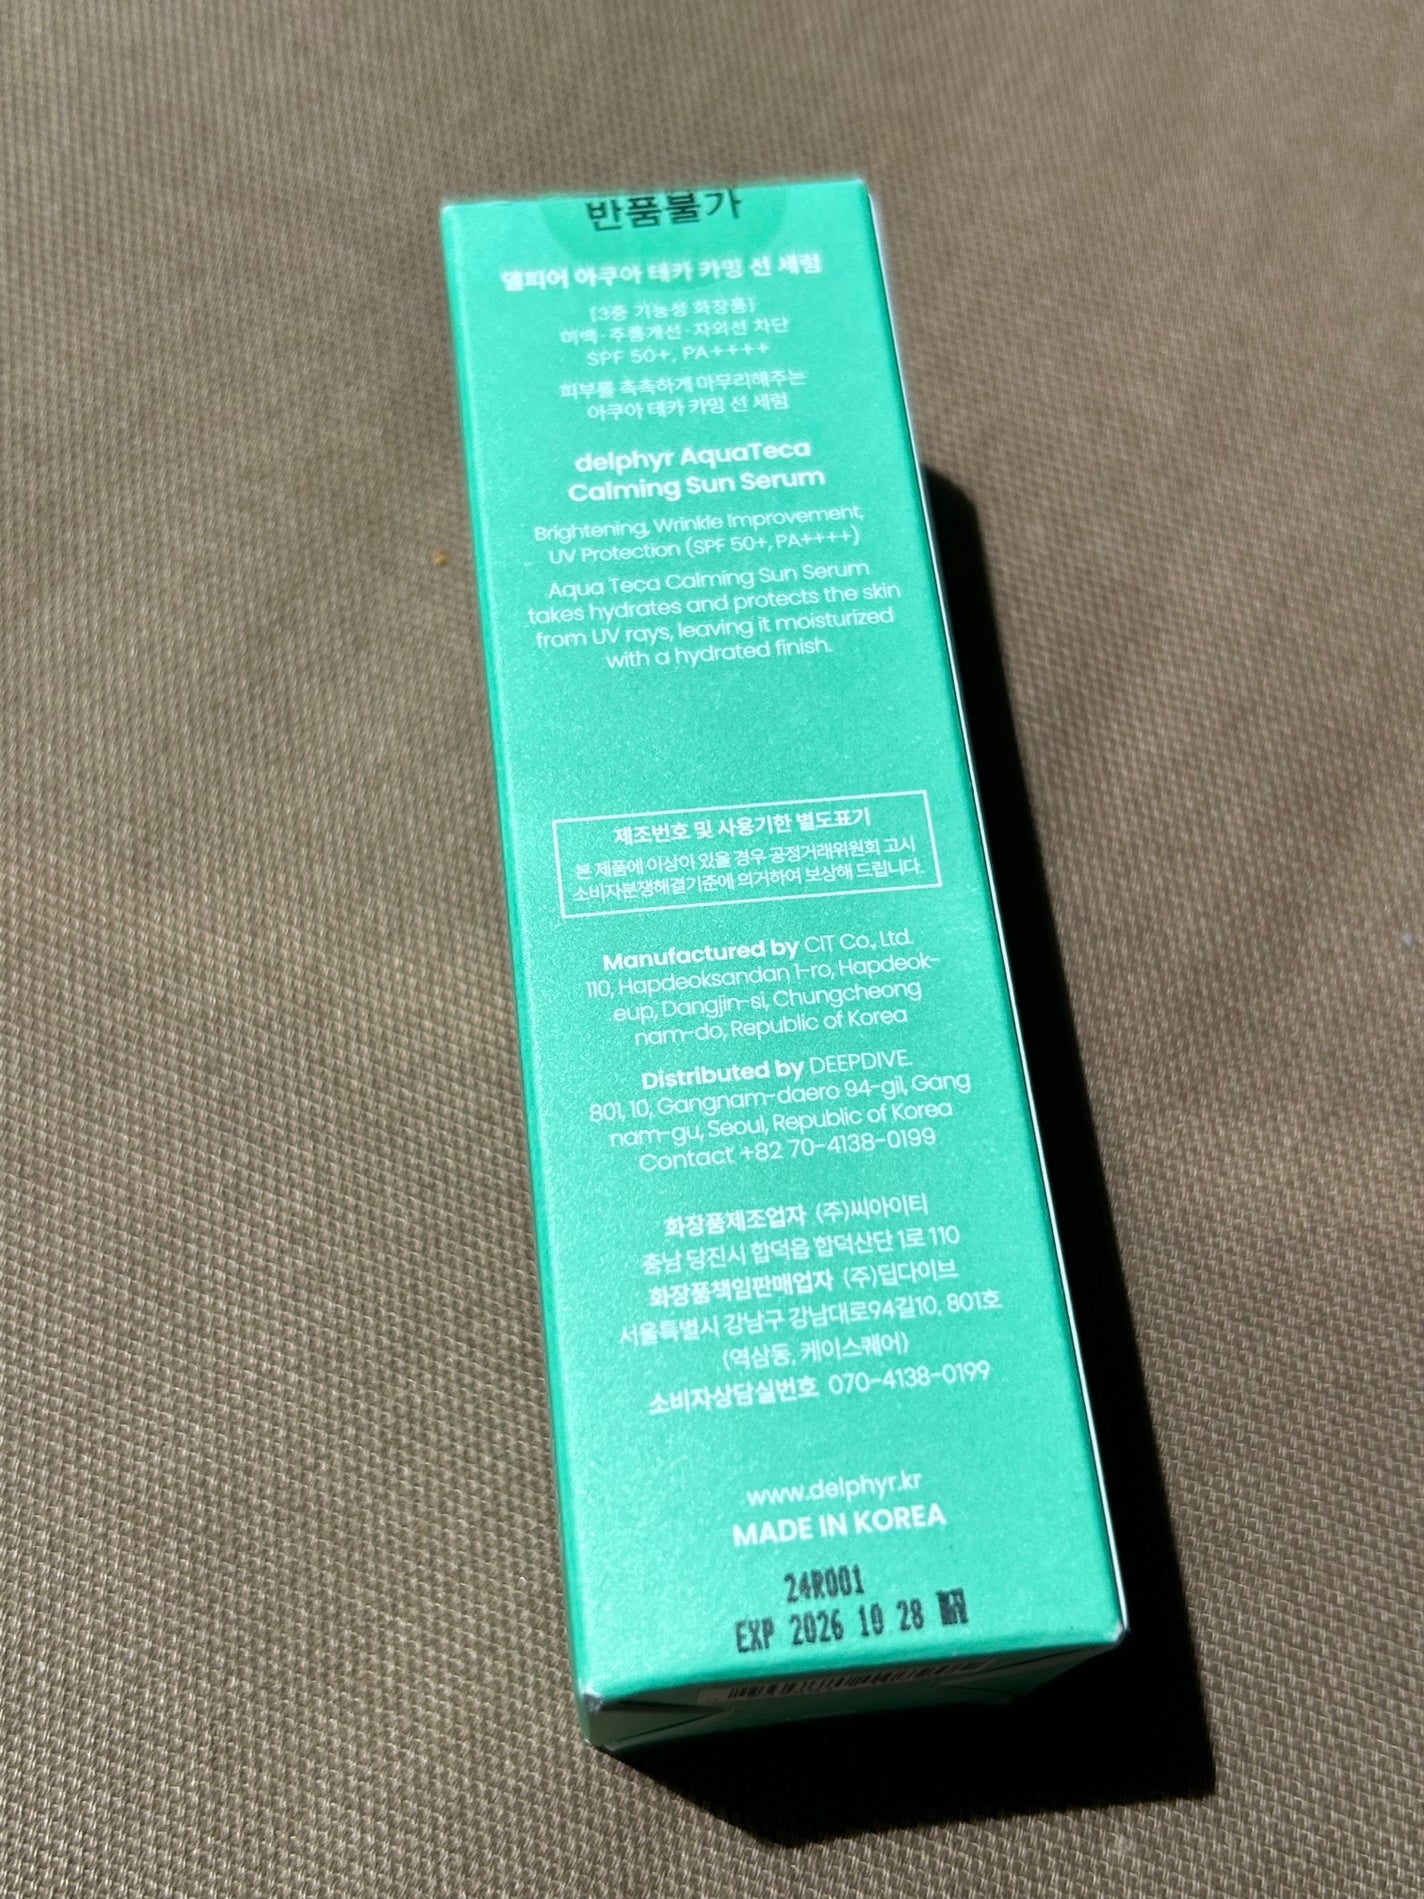 반품불가
델피어 아쿠아 테카 카밍 선 세럼
[3중 기능성 화장품]
미백·주름개선·자외선 차단
SPF 50+, PA++++
피부를 촉촉하게 마무리해주는
아쿠아 테카 카밍 선 세럼
delphyr AquaTeca
Calming Sun Serum
Brightening, Wrinkle Improvement,
UV Protection (SPF 50+, PA++++)
Aqua Teca Calming Sun Serum
takes hydrates and protects the skin
from UV rays, leaving it moisturized
with a hydrated finish.
제조번호 및 사용기한 별도표기
본 제품에 이상이 있을 경우 공정거래위원회 고시
소비자분쟁해결기준에 의거하여 보상해 드립니다.
Manufactured by CIT Co., Ltd.
110, Hapdeoksandan 1-ro, Hapdeok-
eup, Dangjin-si, Chungcheong
nam-do, Republic of Korea
Distributed by DEEPDIVE.
801, 10, Gangnam-daero 94-gil, Gang
nam-gu, Seoul, Republic of Korea
Contact +82 70-4138-0199
화장품제조업자 (주)씨아이티
충남 당진시 합덕읍 합덕산단 1로 110
화장품책임판매업자 (주)딥다이브
서울특별시 강남구 강남대로94길10, 801호
(역삼동, 케이스퀘어)
소비자상담실번호 070-4138-0199
www.delphyr.kr
MADE IN KOREA
24R001
EXP 2026 10 28